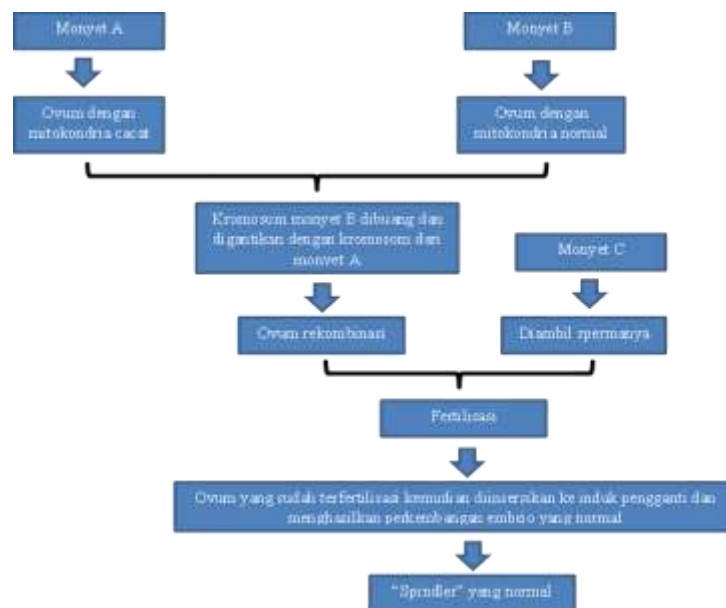 Monyet A
Monyet B
Ovum dengan
mitokondria cacat
Ovum dengan
mitokondria normal
Kromosom monyet B dibuang dan
digantikan dengan kromosom dari
monyet A
Monyet C
Ovum rekombinasi
Diambil spermanya
Fertilisasi
Ovum yang sudah terfertilisasi kemudian diinsersikan ke induk pengganti dan
menghasilkan perkembangan embrio yang normal
"Spindler" yang normal